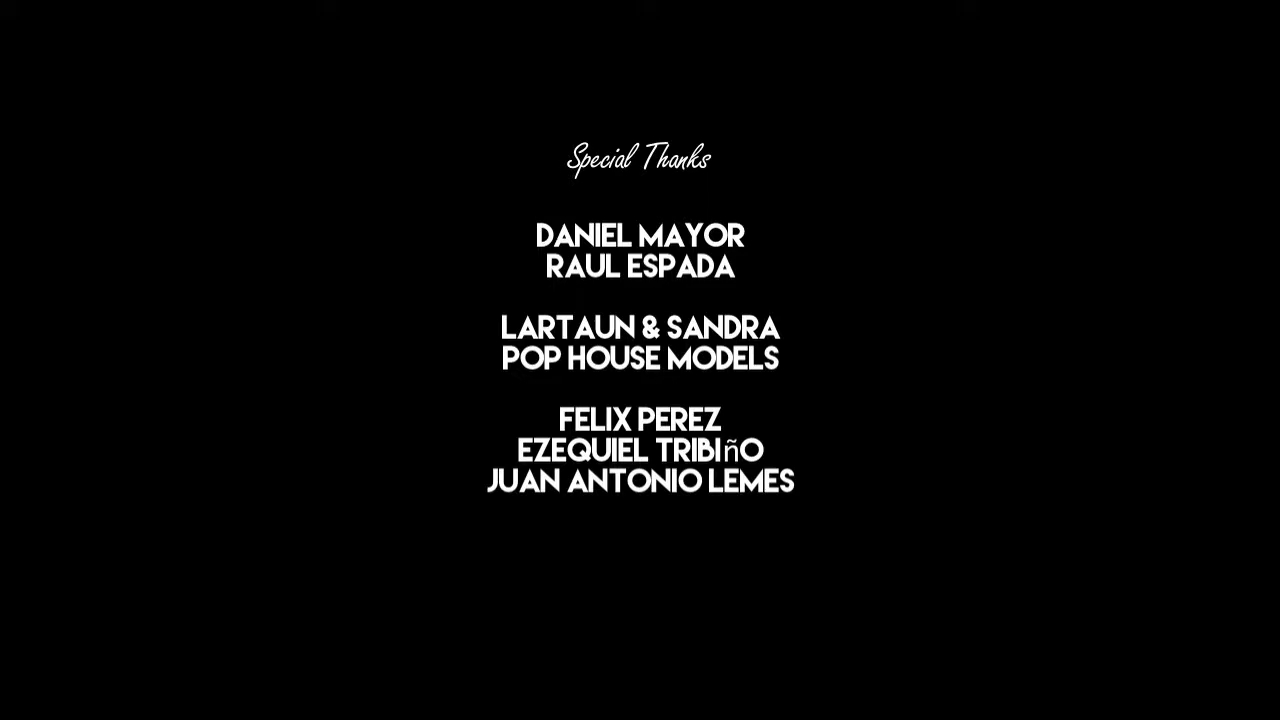 Special Thanks
DANIEL MAYOR
RAUL ESPADA
LARTAUN & SANDRA
POP HOUSE MODELS
FELIX PEREZ
EZEQUIEL TRIBIñO
JUAN ANTONIO LEMES